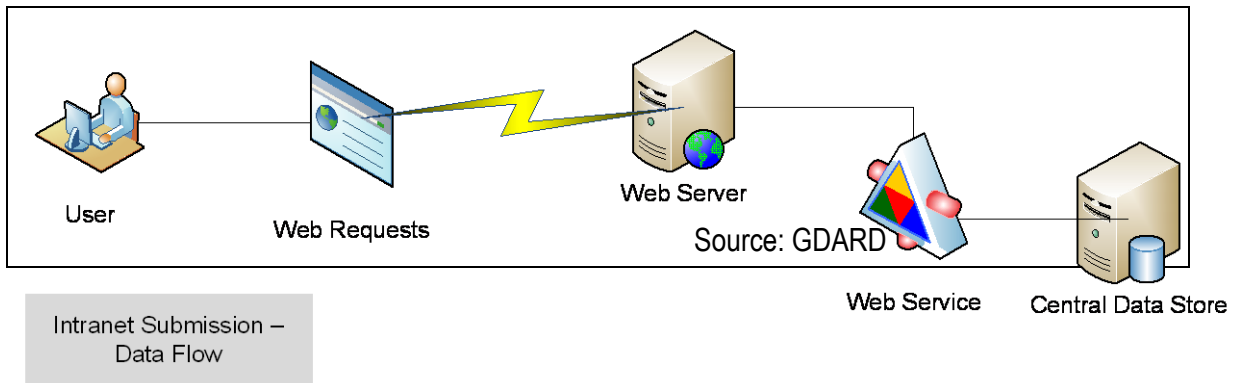 User
Web Requests
Web Server
Source: GDARD
Web Service
Central Data Store
Intranet Submission –
Data Flow